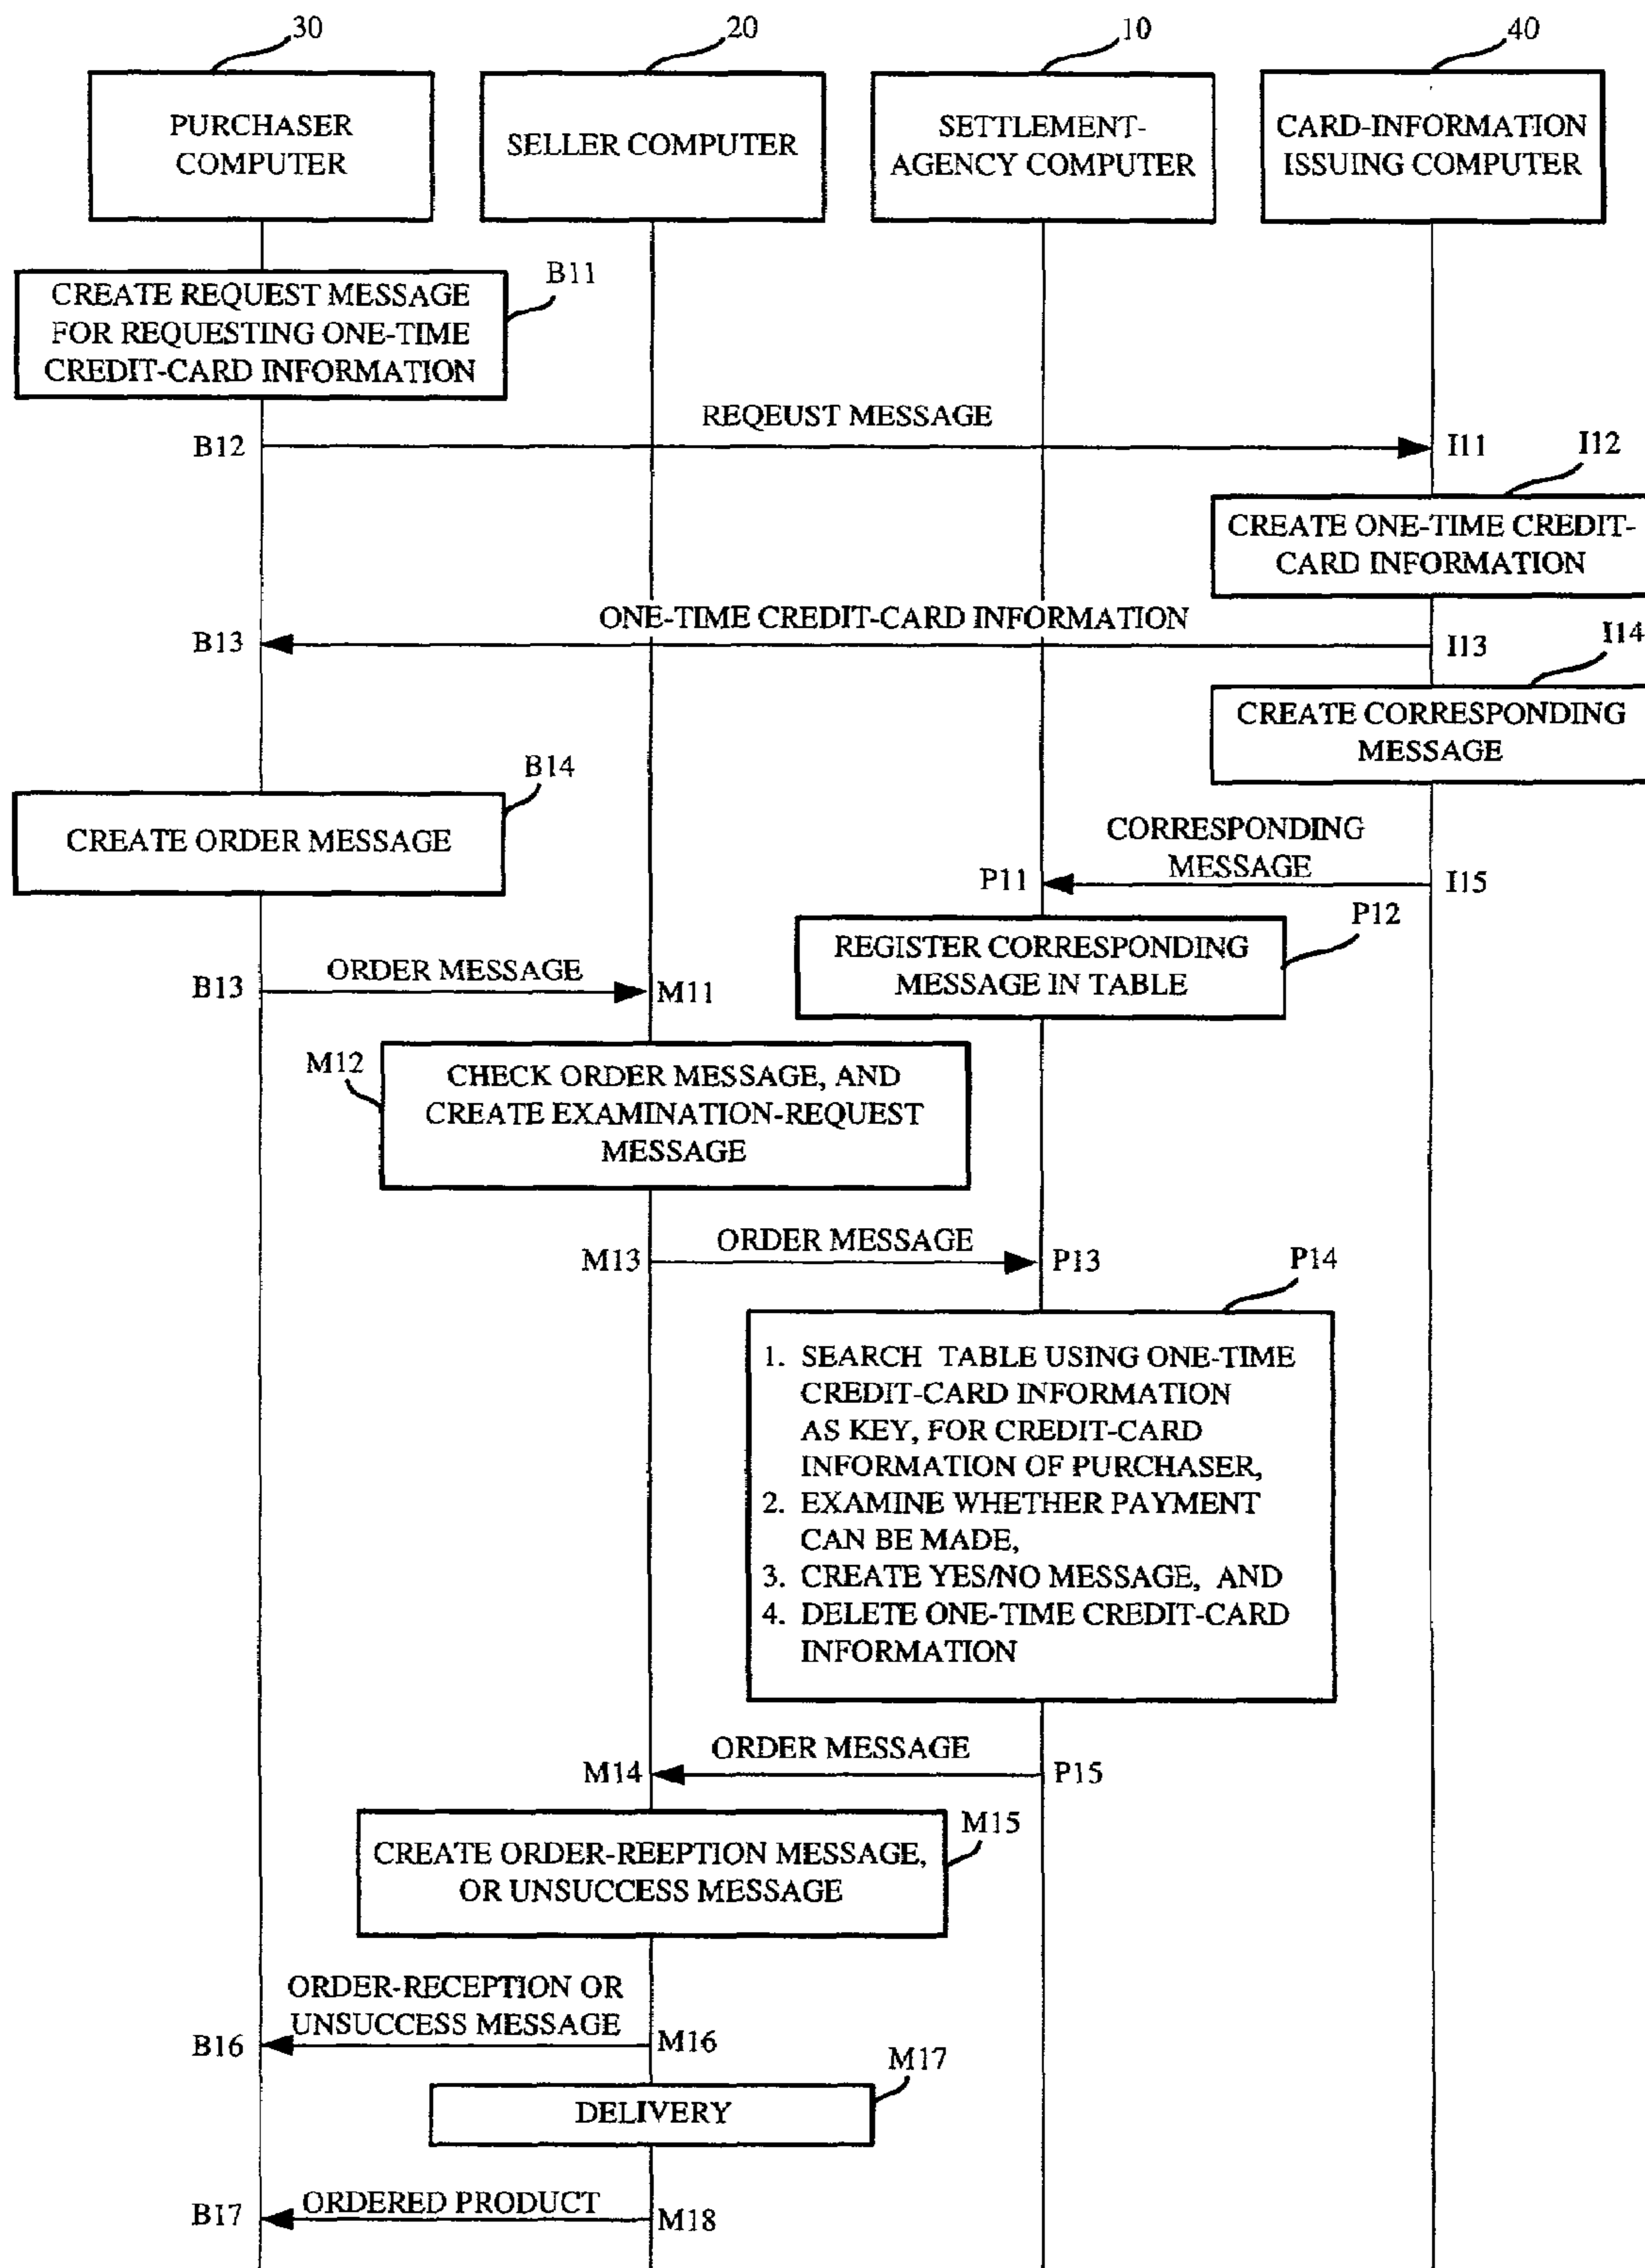 30
20
10
40
PURCHASER
COMPUTER
SELLER COMPUTER
SETTLEMENT-
AGENCY COMPUTER
CARD-INFORMATION
ISSUING COMPUTER
B11
CREATE REQUEST MESSAGE
FOR REQUESTING ONE-TIME
CREDIT-CARD INFORMATION
REQEUST MESSAGE
B12
I11
I12
CREATE ONE-TIME CREDIT-
CARD INFORMATION
ONE-TIME CREDIT-CARD INFORMATION
B13
I13
I14
CREATE CORRESPONDING
MESSAGE
B14
CREATE ORDER MESSAGE
CORRESPONDING
MESSAGE
P11
I15
P12
REGISTER CORRESPONDING
MESSAGE IN TABLE
ORDER MESSAGE
B13
M11
M12
CHECK ORDER MESSAGE, AND
CREATE EXAMINATION-REQUEST
MESSAGE
ORDER MESSAGE
M13
P13
P14
1. SEARCH TABLE USING ONE-TIME
CREDIT-CARD INFORMATION
AS KEY, FOR CREDIT-CARD
INFORMATION OF PURCHASER,
2. EXAMINE WHETHER PAYMENT
CAN BE MADE,
3. CREATE YES/NO MESSAGE, AND
4. DELETE ONE-TIME CREDIT-CARD
INFORMATION
ORDER MESSAGE
M14
P15
M15
CREATE ORDER-REEPTION MESSAGE,
OR UNSUCCESS MESSAGE
ORDER-RECEPTION OR
UNSUCCESS MESSAGE
B16
M16
M17
DELIVERY
ORDERED PRODUCT
B17
M18